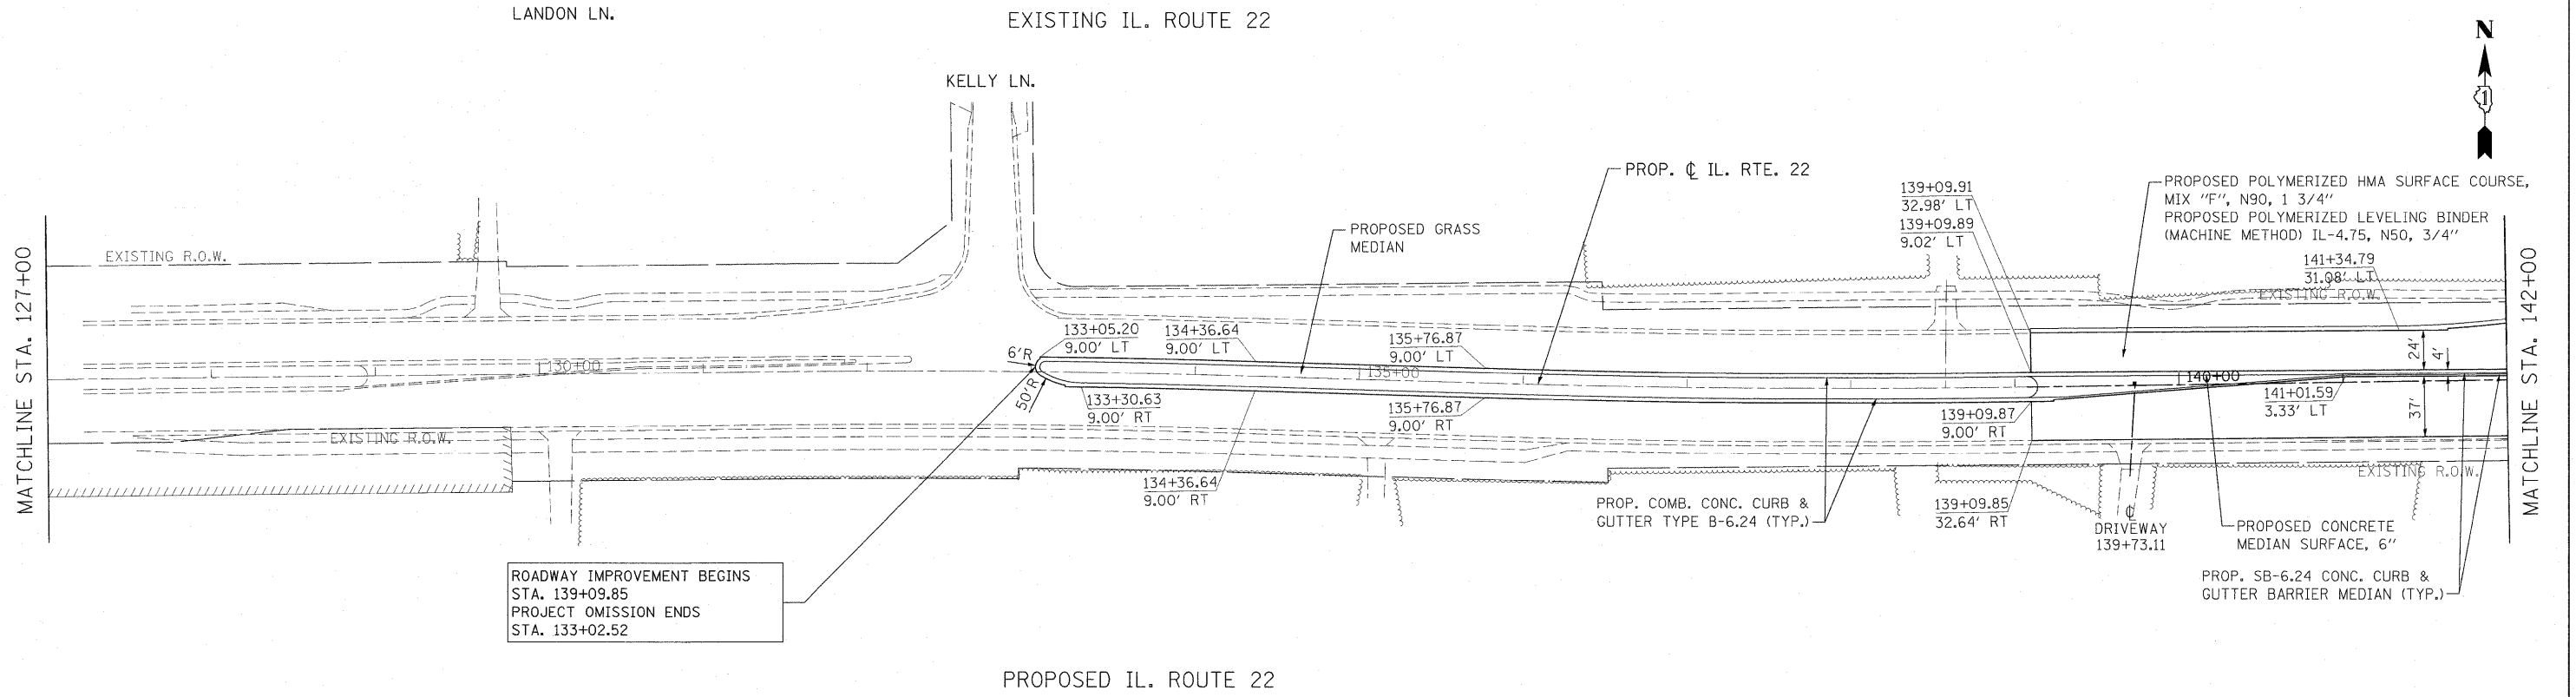 LANDON LN.
EXISTING IL. ROUTE 22
N
1
KELLY LN.
PROP. ℄ IL. RTE. 22
139+09.91
32.98' LT
139+09.89
9.02' LT
PROPOSED POLYMERIZED HMA SURFACE COURSE,
MIX "F", N90, 1 3/4"
PROPOSED POLYMERIZED LEVELING BINDER
(MACHINE METHOD) IL-4.75, N50, 3/4"
PROPOSED GRASS
MEDIAN
MATCHLINE STA. 127+00
EXISTING R.O.W.
141+34.79
31.08' LT
EXISTING R.O.W.
MATCHLINE STA. 142+00
133+05.20
9.00' LT
134+36.64
9.00' LT
135+76.87
9.00' LT
6'R
130+00
135+00
140+00
24'
4'
37'
50'R
133+30.63
9.00' RT
135+76.87
9.00' RT
139+09.87
9.00' RT
141+01.59
3.33' LT
EXISTING R.O.W.
134+36.64
9.00' RT
EXISTING R.O.W.
PROP. COMB. CONC. CURB &
GUTTER TYPE B-6.24 (TYP.)
139+09.85
32.64' RT
℄
DRIVEWAY
139+73.11
PROPOSED CONCRETE
MEDIAN SURFACE, 6"
PROP. SB-6.24 CONC. CURB &
GUTTER BARRIER MEDIAN (TYP.)
ROADWAY IMPROVEMENT BEGINS
STA. 139+09.85
PROJECT OMISSION ENDS
STA. 133+02.52
PROPOSED IL. ROUTE 22